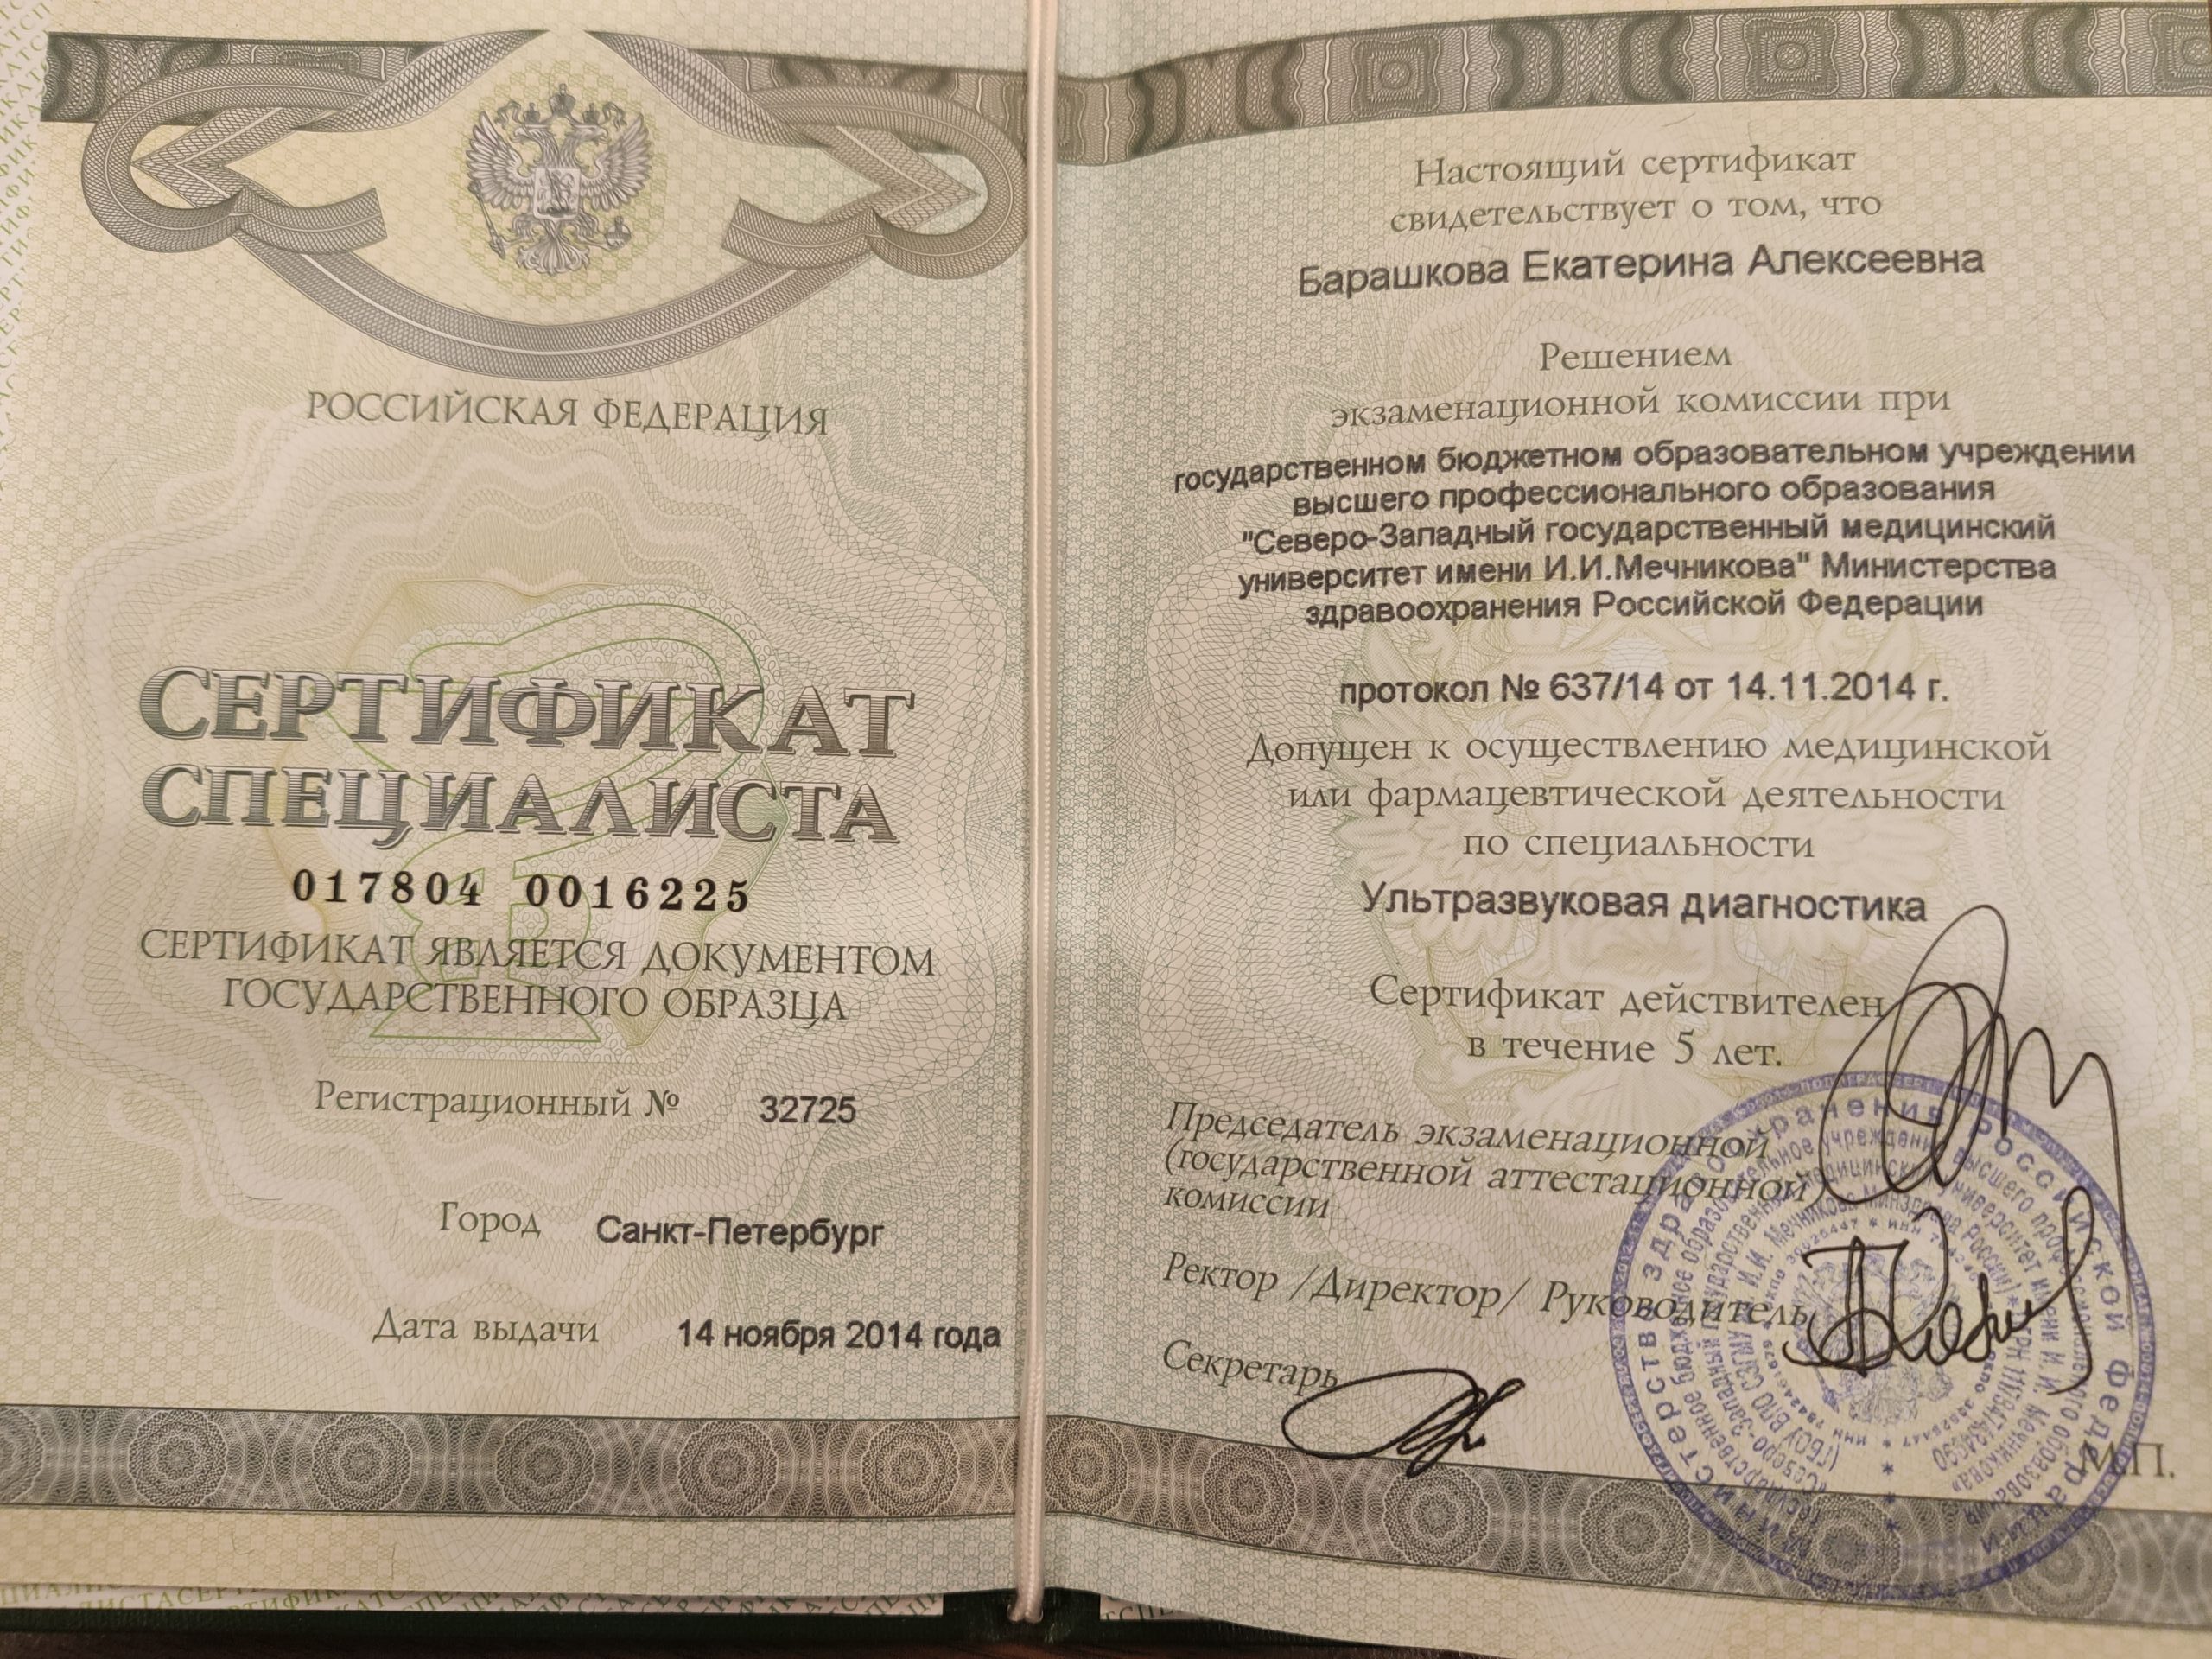 РОССИЙСКАЯ ФЕДЕРАЦИЯ
СЕРТИФИКАТ
СПЕЦИАЛИСТА
017804 0016225
СЕРТИФИКАТ ЯВЛЯЕТСЯ ДОКУМЕНТОМ
ГОСУДАРСТВЕННОГО ОБРАЗЦА
Регистрационный № 32725
Город Санкт-Петербург
Дата выдачи 14 ноября 2014 года
Настоящий сертификат
свидетельствует о том, что
Барашкова Екатерина Алексеевна
Решением
экзаменационной комиссии при
государственном бюджетном образовательном учреждении
высшего профессионального образования
"Северо-Западный государственный медицинский
университет имени И.И.Мечникова" Министерства
здравоохранения Российской Федерации
протокол № 637/14 от 14.11.2014 г.
Допущен к осуществлению медицинской
или фармацевтической деятельности
по специальности
Ультразвуковая диагностика
Сертификат действителен
в течение 5 лет.
Председатель экзаменационной
(государственной аттестационной)
комиссии
Ректор /Директор/ Руководитель
Секретарь
М.П.
Министерство здравоохранения Российской Федерации